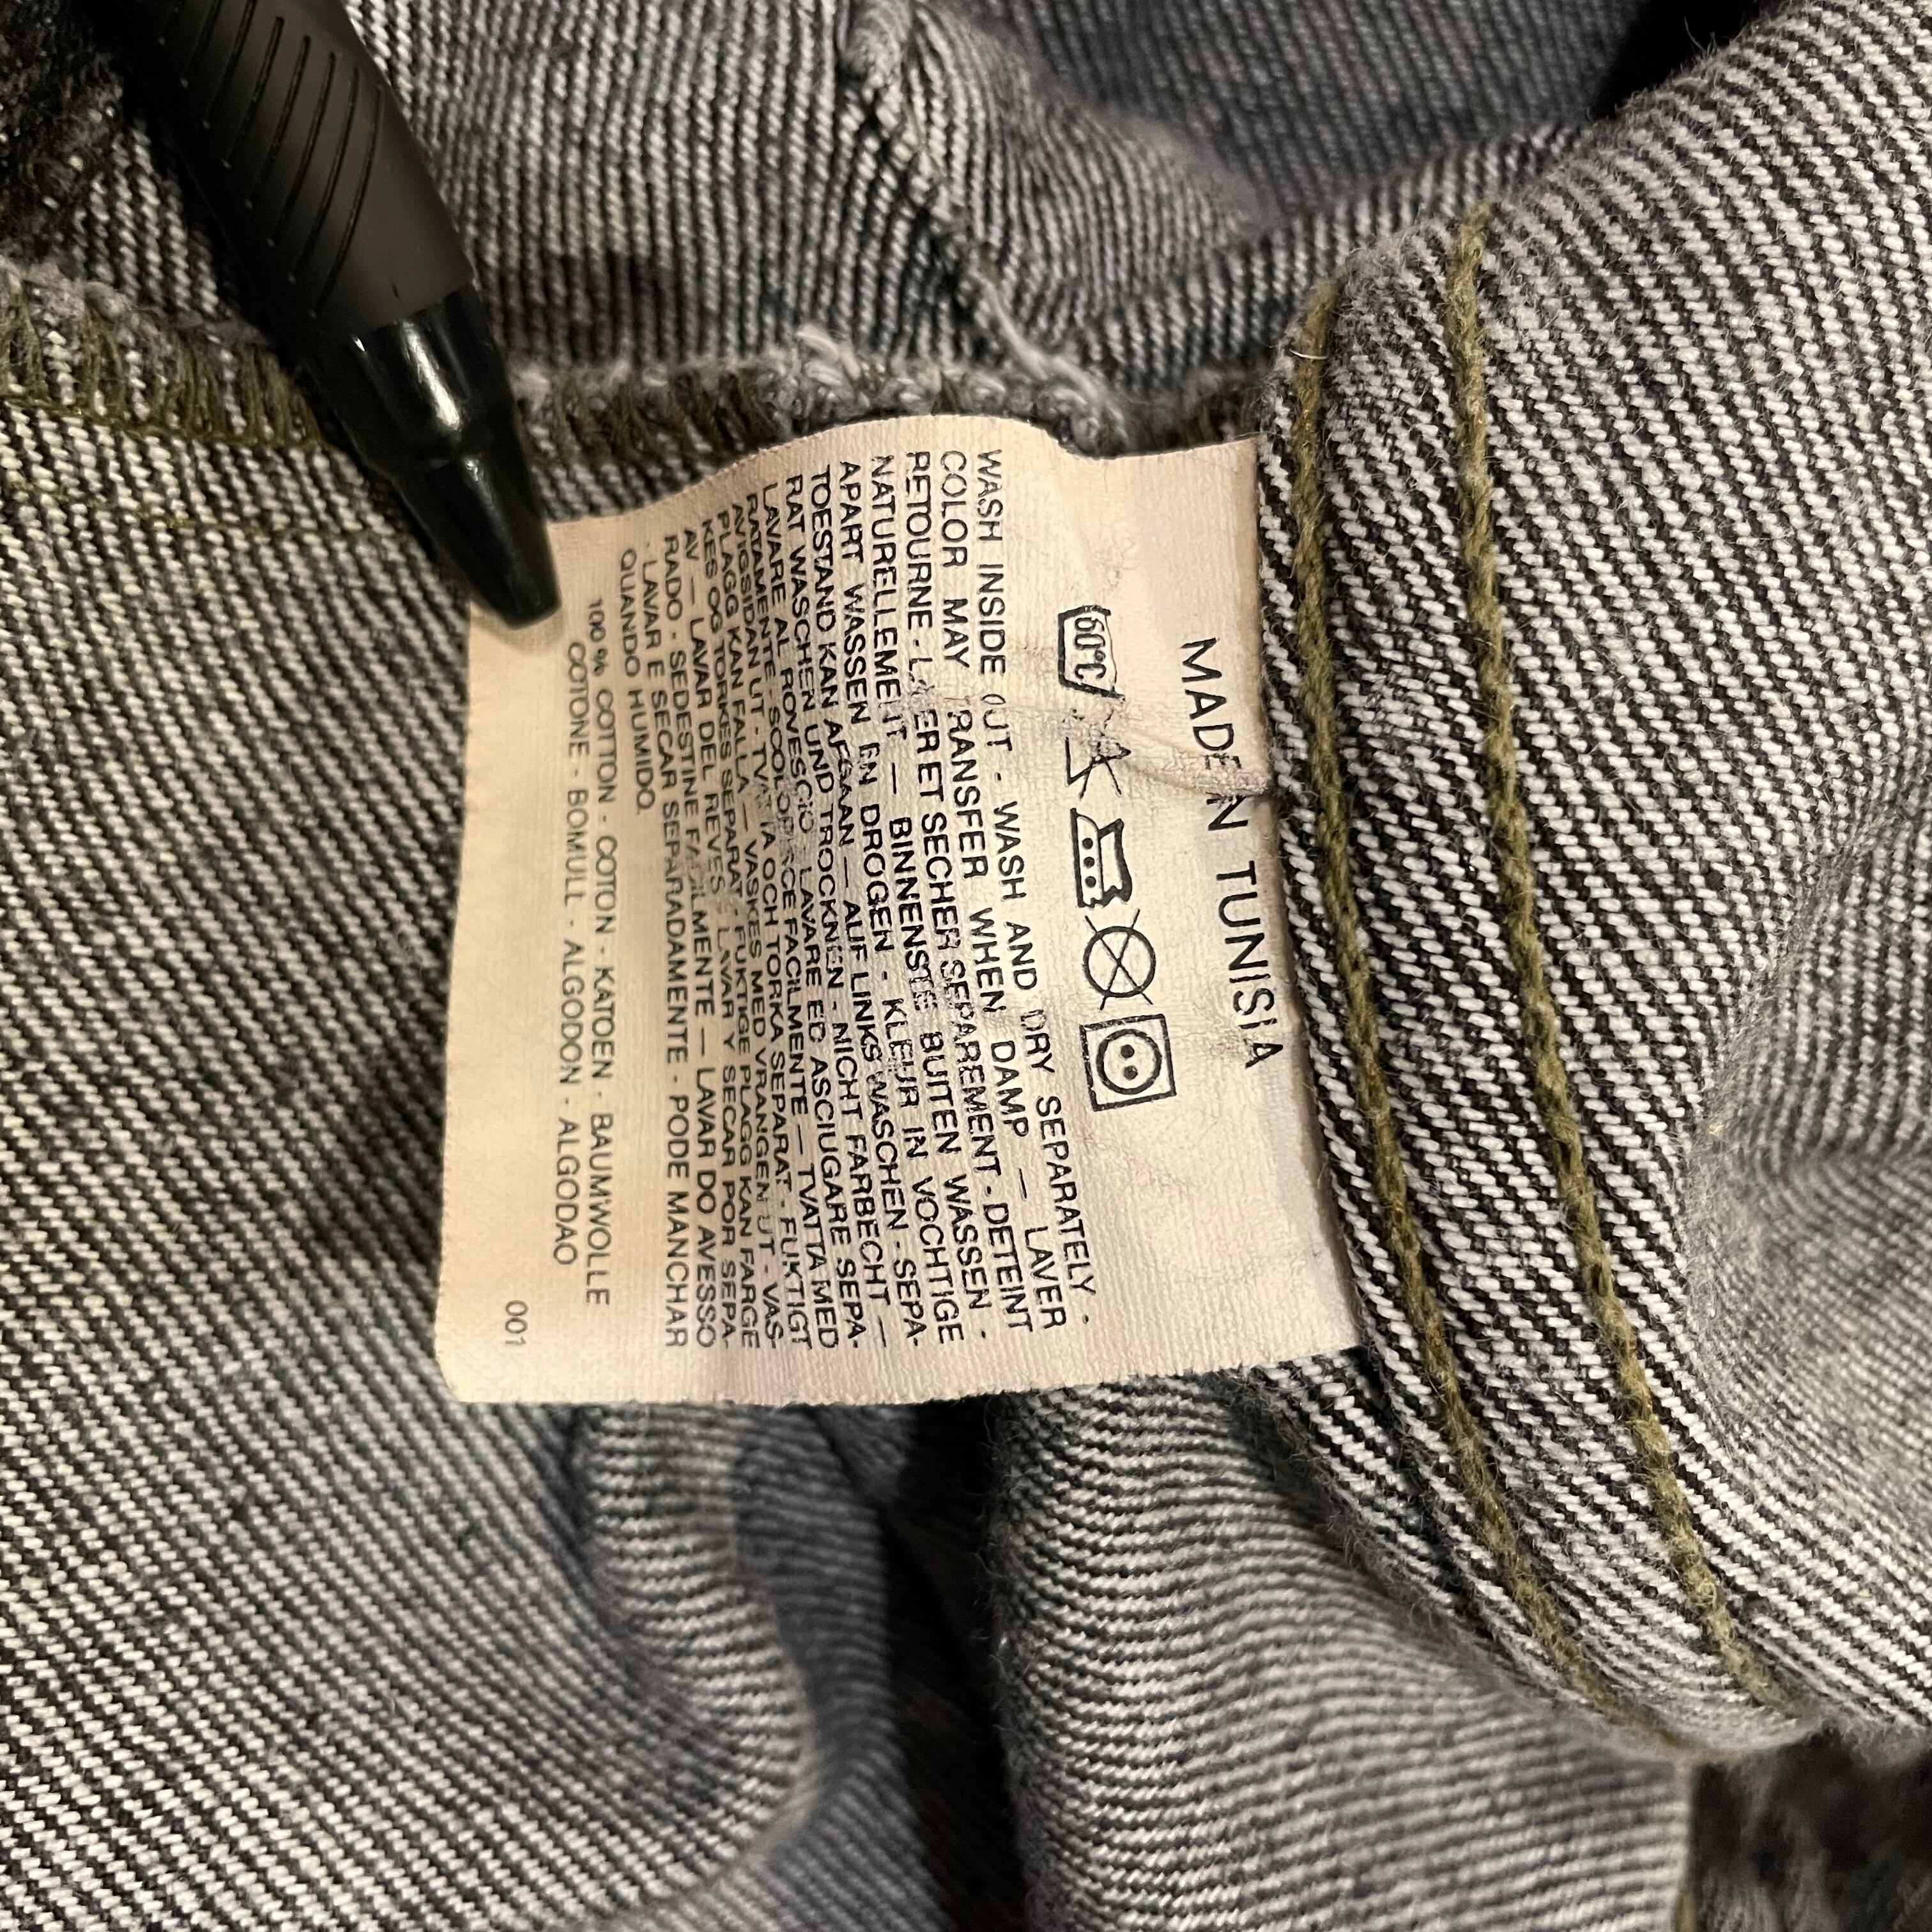 MADE IN TUNISIA
60°C
WASH INSIDE OUT - WASH AND DRY SEPARATELY -
COLOR MAY TRANSFER WHEN DAMP — LAVER
RETOURNE - LAVER ET SECHER SEPAREMENT - DETEINT
NATURELLEMENT — BINNENSTE BUITEN WASSEN -
APART WASSEN EN DROGEN - KLEUR IN VOCHTIGE
TOESTAND KAN AFGAAN — AUF LINKS WASCHEN - SEPA-
RAT WASCHEN UND TROCKNEN - NICHT FARBECHT —
LAVARE AL ROVESCIO - LAVARE ED ASCIUGARE SEPA-
RATAMENTE - SCOLORISCE FACILMENTE — TVATTA MED
AVIGSIDAN UT - TVATTA OCH TORKA SEPARAT - FUKTIGT
PLAGG KAN FALLA — VASKES MED VRANGEN UT - VAS-
KES OG TORKES SEPARAT - FUKTIGE PLAGG KAN FARGE
AV — LAVAR DEL REVES - LAVAR Y SECAR POR SEPA-
RADO - SEDESTINE FACILMENTE — LAVAR DO AVESSO
- LAVAR E SECAR SEPARADAMENTE - PODE MANCHAR
QUANDO HUMIDO.
100% COTTON - COTON - KATOEN - BAUMWOLLE
COTONE - BOMULL - ALGODON - ALGODAO
001